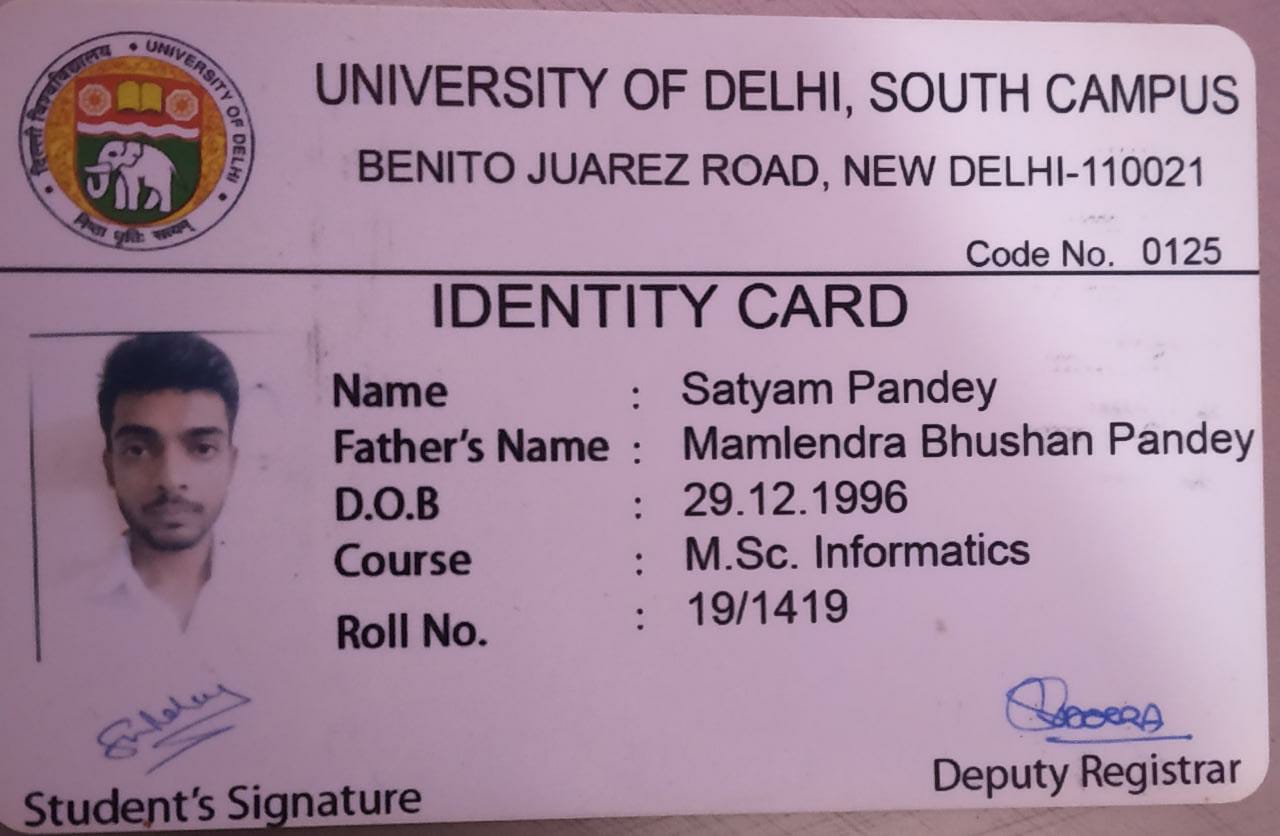 दिल्ली विश्वविद्यालय • UNIVERSITY OF DELHI •
निष्ठा धृतिः सत्यम्
UNIVERSITY OF DELHI, SOUTH CAMPUS
BENITO JUAREZ ROAD, NEW DELHI-110021
Code No. 0125
IDENTITY CARD
Name : Satyam Pandey
Father's Name : Mamlendra Bhushan Pandey
D.O.B : 29.12.1996
Course : M.Sc. Informatics
Roll No. : 19/1419
Student's Signature
Deputy Registrar